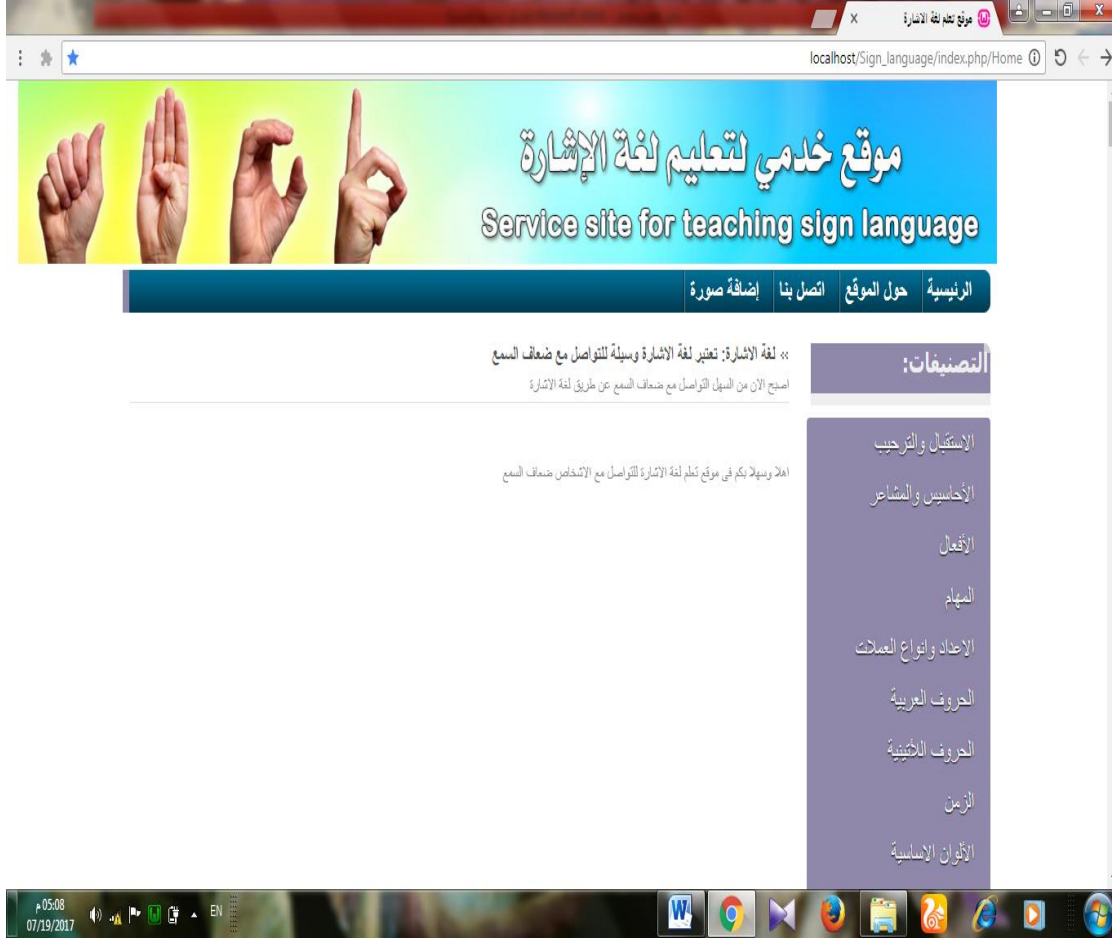 موقع تعلم لغة الاشارة
localhost/Sign_language/index.php/Home
موقع خدمي لتعليم لغة الإشارة
Service site for teaching sign language
الرئيسية
حول الموقع
اتصل بنا
إضافة صورة
التصنيفات:
الاستقبال والترحيب
الأحاسيس والمشاعر
الأفعال
المهام
الاعداد وانواع العملات
الحروف العربية
الحروف اللأتينية
الزمن
الألوان الاساسية
» لغة الاشارة: تعتبر لغة الاشارة وسيلة للتواصل مع ضعاف السمع
اصبح الان من السهل التواصل مع ضعاف السمع عن طريق لغة الاشارة
اهلا وسهلا بكم في موقع تعلم لغة الاشارة للتواصل مع الاشخاص ضعاف السمع
EN
05:08 م
07/19/2017